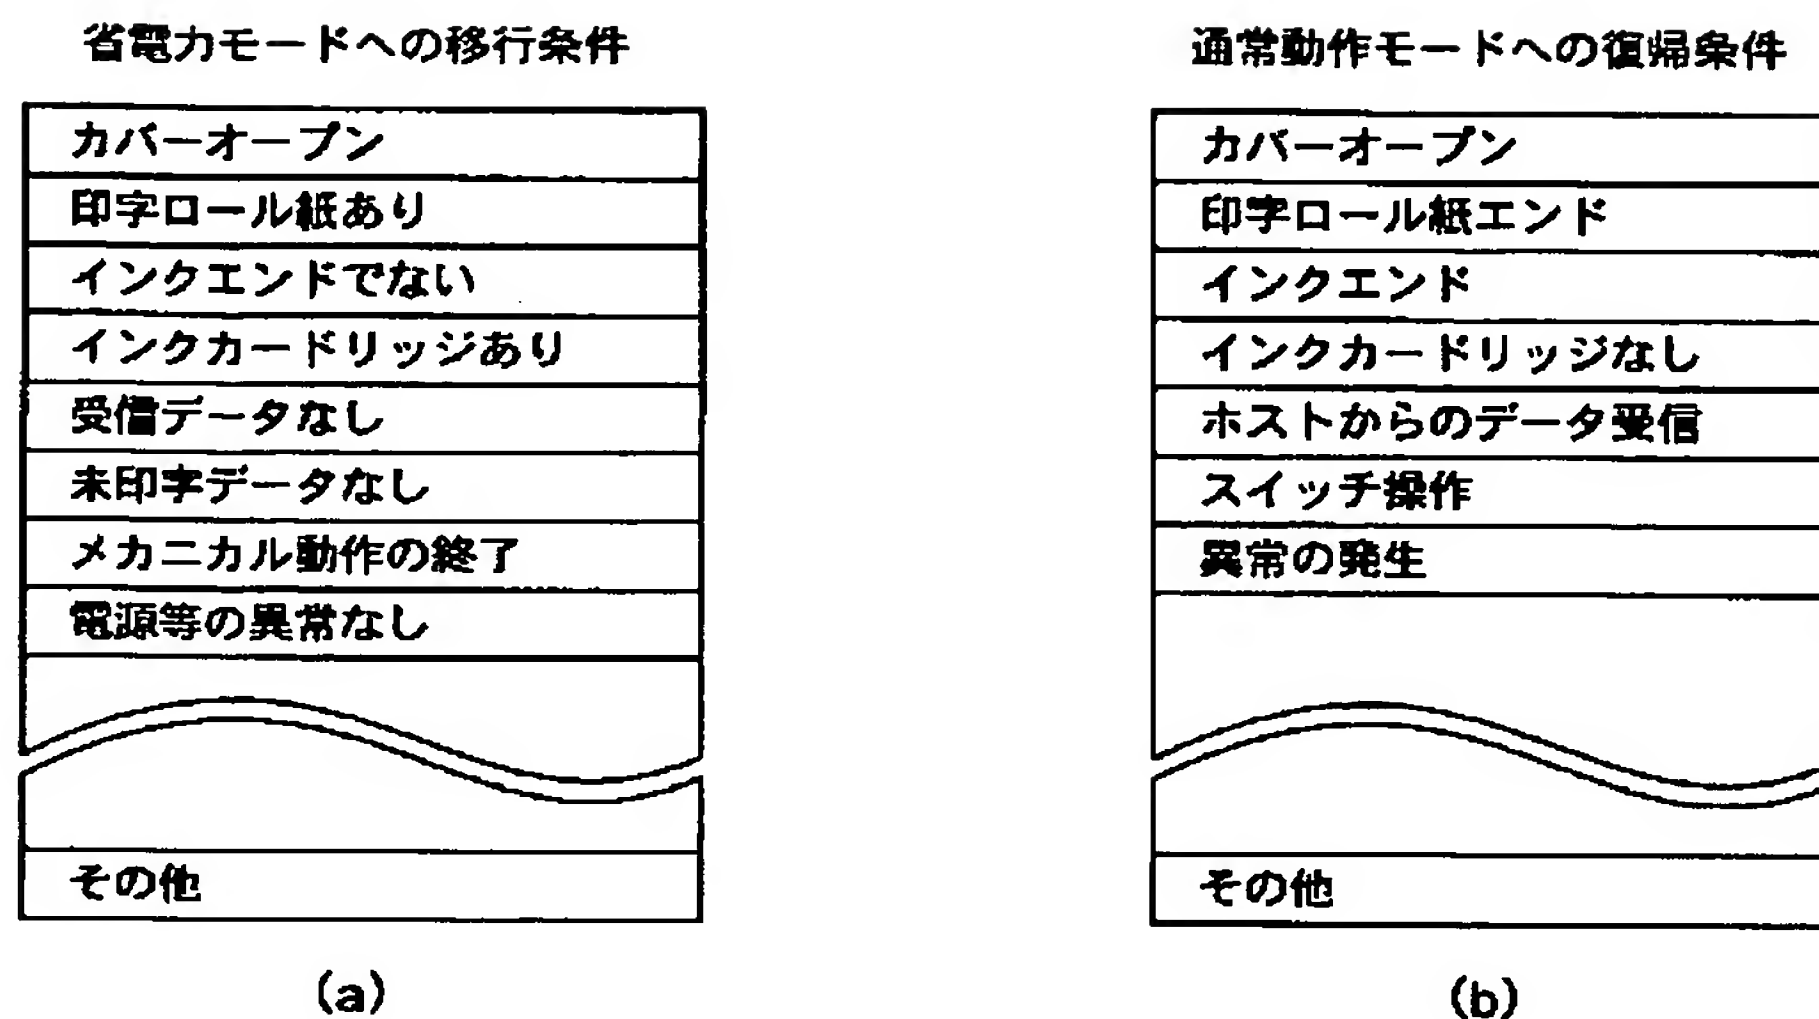 省電力モードへの移行条件
カバーオープン
印字ロール紙あり
インクエンドでない
インクカードリッジあり
受信データなし
未印字データなし
メカニカル動作の終了
電源等の異常なし
その他
(a)
通常動作モードへの復帰条件
カバーオープン
印字ロール紙エンド
インクエンド
インクカードリッジなし
ホストからのデータ受信
スイッチ操作
異常の発生
その他
(b)